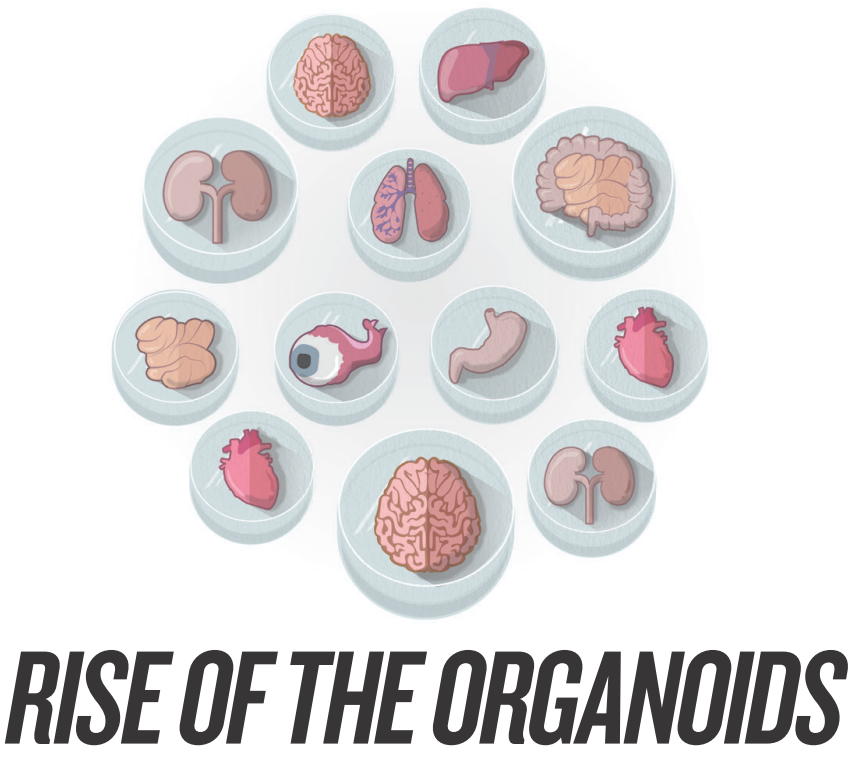 RISE OF THE ORGANOIDS